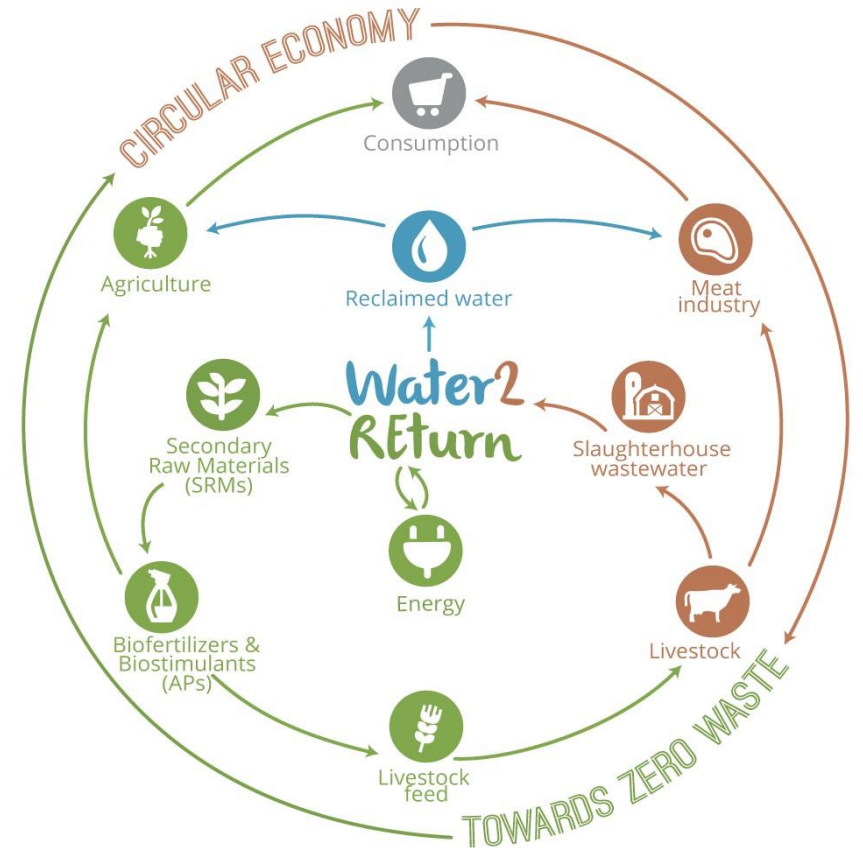 CIRCULAR ECONOMY
Consumption
Agriculture
Reclaimed water
Meat
industry
Water2
REturn
Secondary
Raw Materials
(SRMs)
Slaughterhouse
wastewater
Energy
Biofertilizers &
Biostimulants
(APs)
Livestock
Livestock
feed
TOWARDS ZERO WASTE